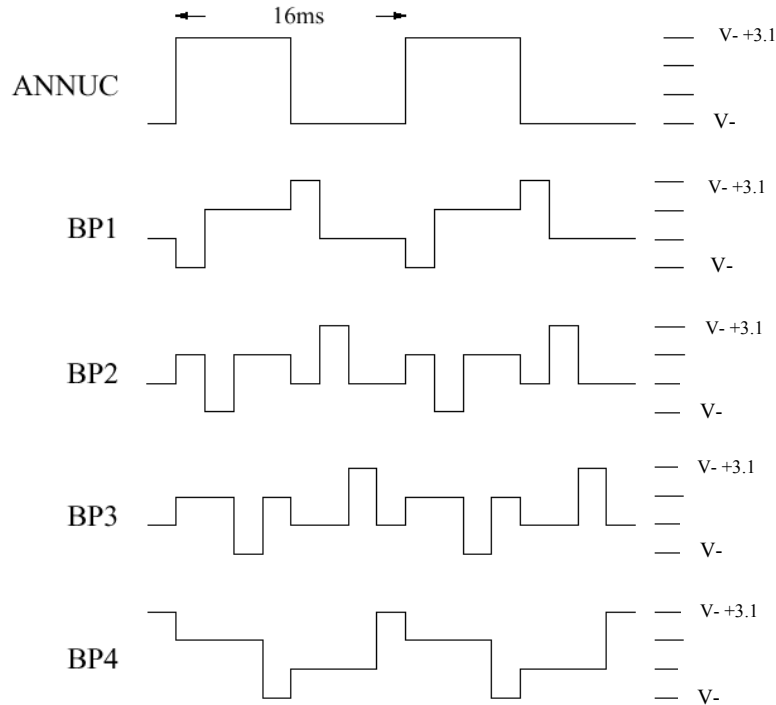 16ms
ANNUC
V- +3.1
V-
BP1
V- +3.1
V-
BP2
V- +3.1
V-
BP3
V- +3.1
V-
BP4
V- +3.1
V-